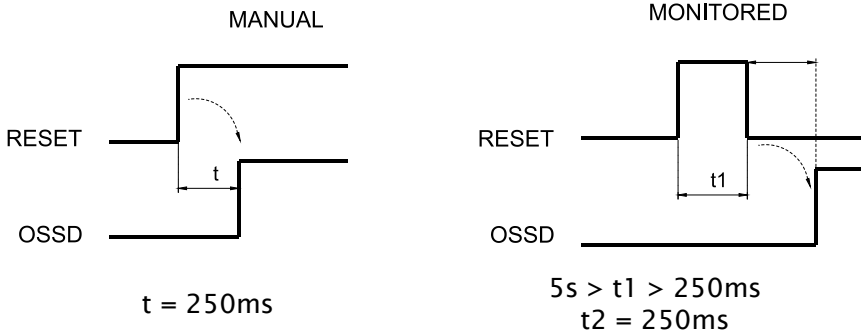 MANUAL
RESET
t
OSSD
t = 250ms
MONITORED
RESET
t1
OSSD
5s > t1 > 250ms
t2 = 250ms